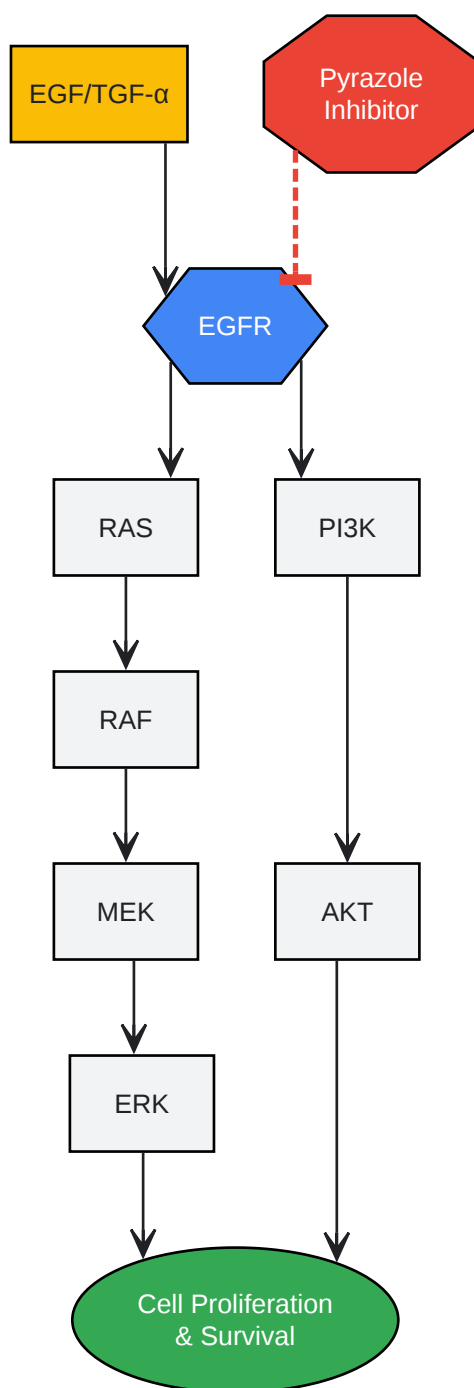 EGF/TGF-α
Pyrazole
Inhibitor
EGFR
RAS
PI3K
RAF
MEK
AKT
ERK
Cell Proliferation
& Survival